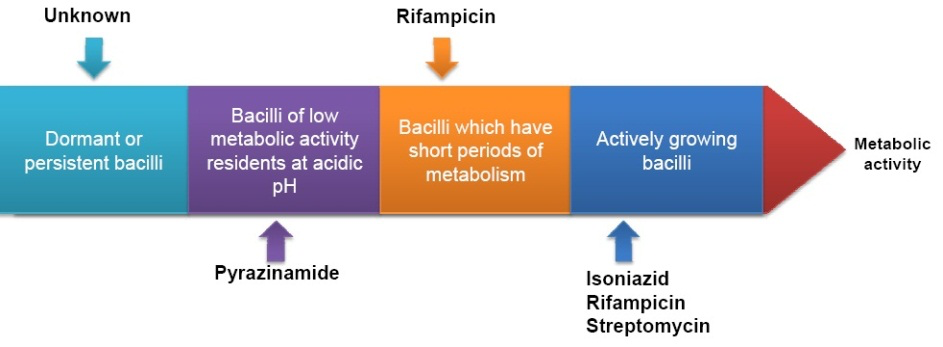 Unknown
Rifampicin
Dormant or
persistent bacilli
Bacilli of low
metabolic activity
residents at acidic
pH
Bacilli which have
short periods of
metabolism
Actively growing
bacilli
Metabolic
activity
Pyrazinamide
Isoniazid
Rifampicin
Streptomycin